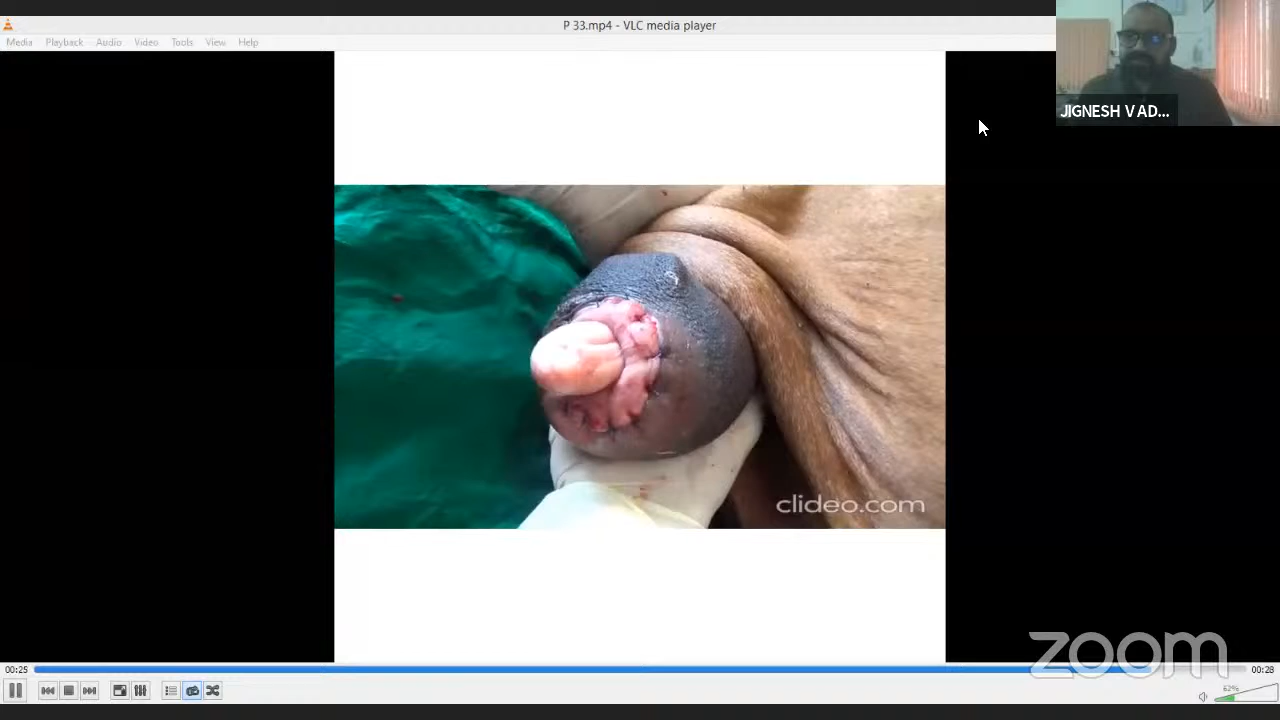 P 33.mp4 - VLC media player
Media Playback Audio Video Tools View Help
JIGNESH V AD...
clideo.com
00:25
00:28
zoom
62%